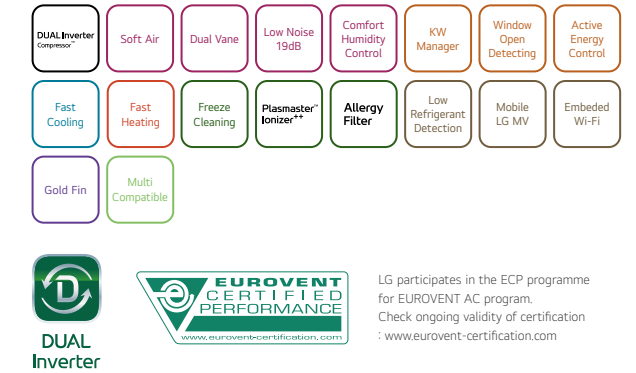 DUAL Inverter
Compressor™
Soft Air
Dual Vane
Low Noise
19dB
Comfort
Humidity
Control
KW
Manager
Window
Open
Detecting
Active
Energy
Control
Fast
Cooling
Fast
Heating
Freeze
Cleaning
Plasmaster™
Ionizer⁺⁺
Allergy
Filter
Low
Refrigerant
Detection
Mobile
LG MV
Embeded
Wi-Fi
Gold Fin
Multi
Compatible
D
DUAL
Inverter
e
EUROVENT
CERTIFIED
PERFORMANCE
www.eurovent-certification.com
LG participates in the ECP programme
for EUROVENT AC program.
Check ongoing validity of certification
: www.eurovent-certification.com